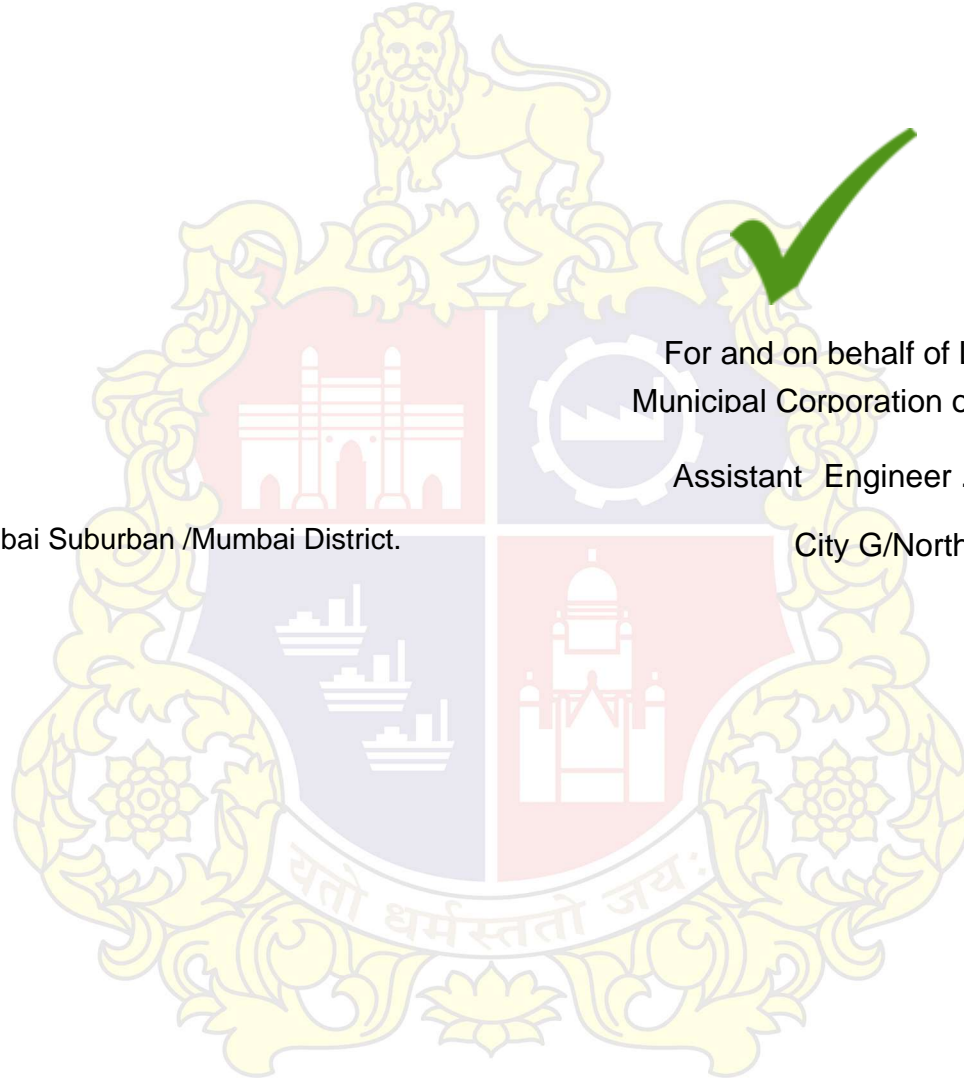 For and on behalf of
Municipal Corporation
Assistant Engineer .
bai Suburban /Mumbai District.
City G/North
यतो धर्मस्ततो जय: